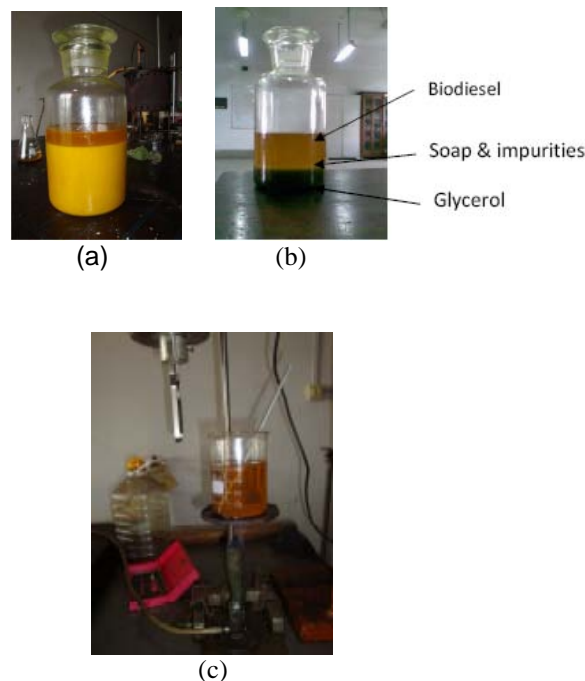 Biodiesel
Soap & impurities
Glycerol
(a)
(b)
(c)